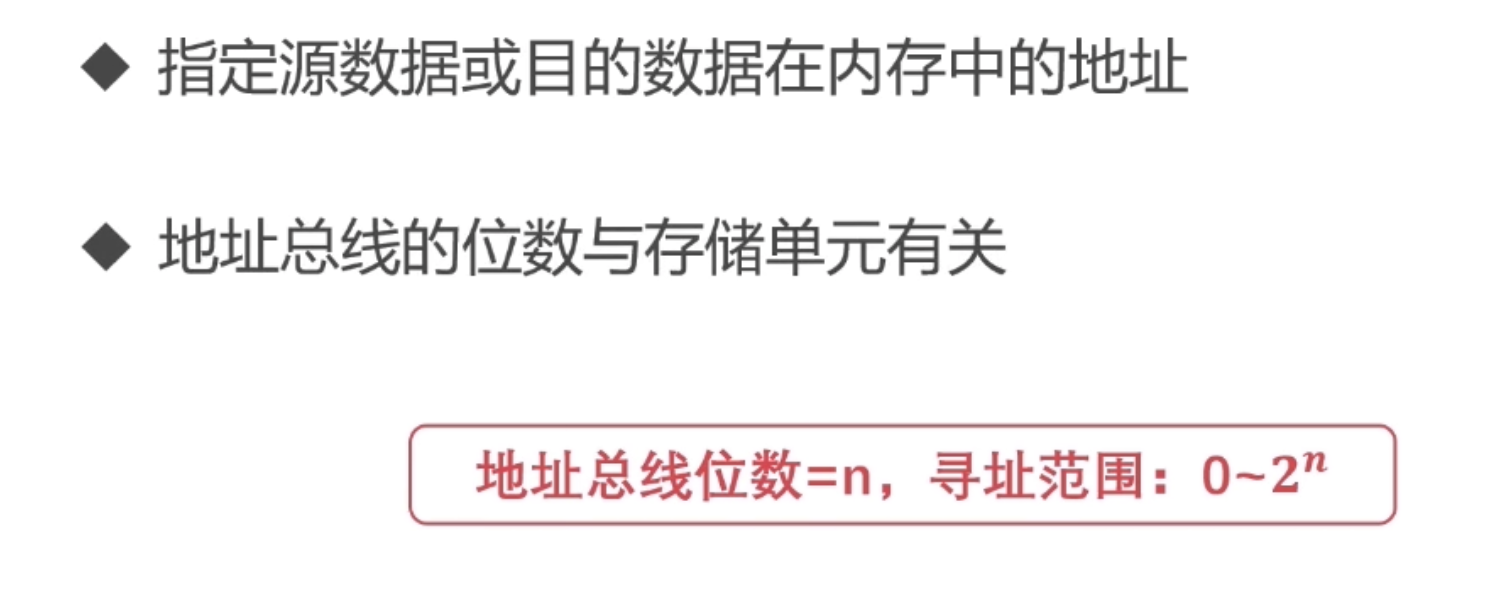 ◆ 指定源数据或目的数据在内存中的地址
◆ 地址总线的位数与存储单元有关
地址总线位数=n，寻址范围：0~2ⁿ